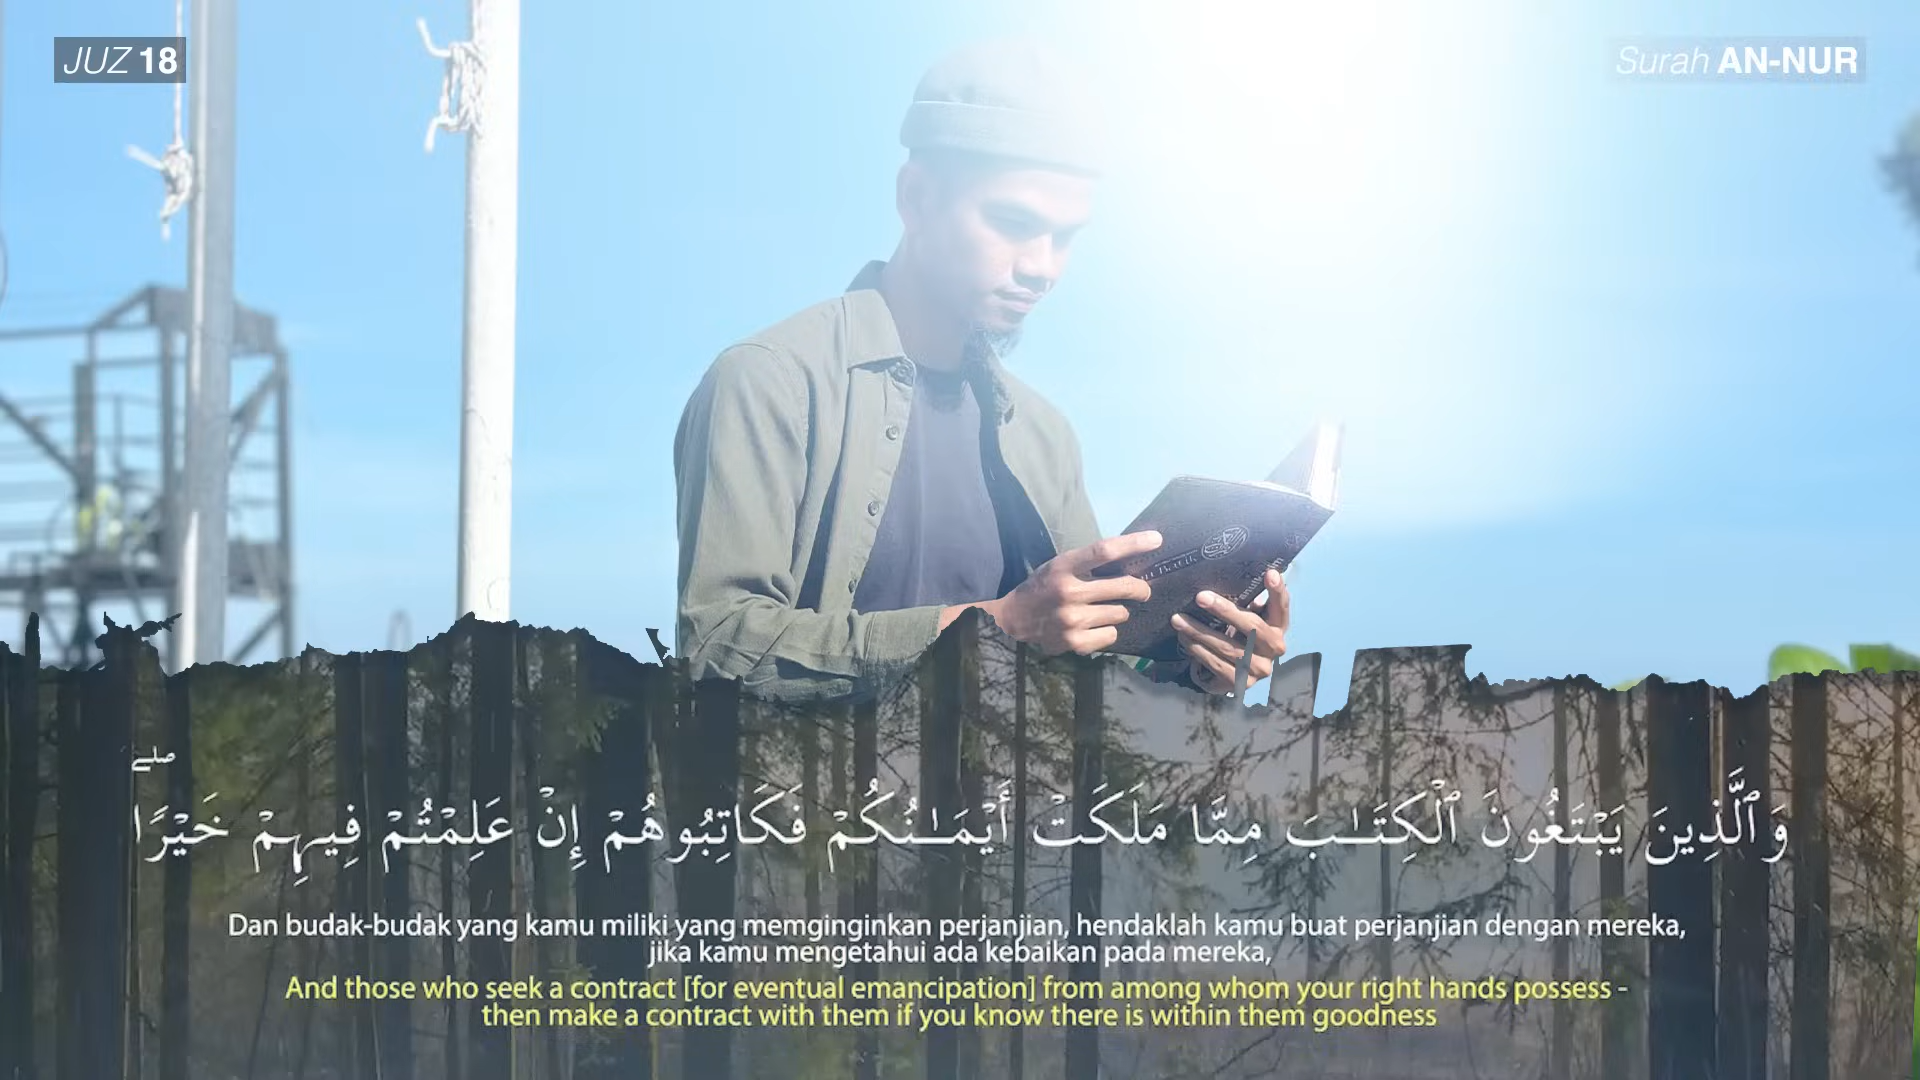 JUZ 18
Surah AN-NUR
وَٱلَّذِينَ يَبْتَغُونَ ٱلْكِتَـٰبَ مِمَّا مَلَكَتْ أَيْمَـٰنُكُمْ فَكَاتِبُوهُمْ إِنْ عَلِمْتُمْ فِيهِمْ خَيْرًا ۖ
Dan budak-budak yang kamu miliki yang memginginkan perjanjian, hendaklah kamu buat perjanjian dengan mereka,
jika kamu mengetahui ada kebaikan pada mereka,
And those who seek a contract [for eventual emancipation] from among whom your right hands possess -
then make a contract with them if you know there is within them goodness